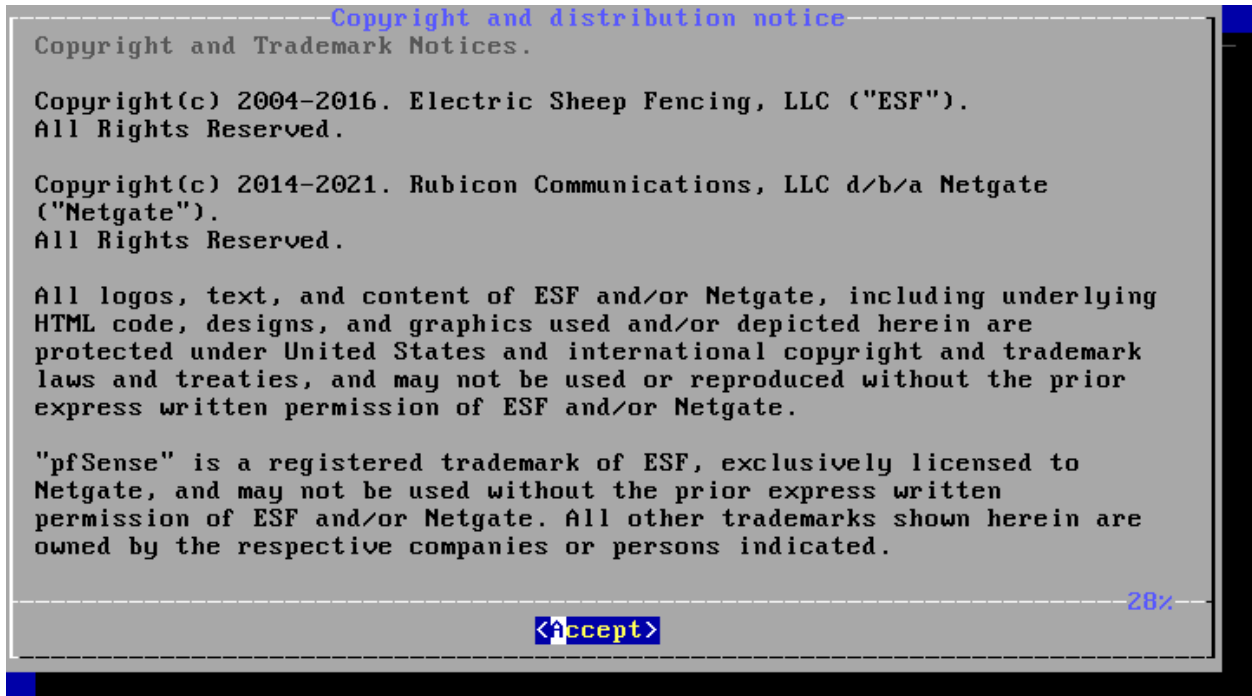 Copyright and distribution notice
Copyright and Trademark Notices.
Copyright(c) 2004-2016. Electric Sheep Fencing, LLC ("ESF").
All Rights Reserved.
Copyright(c) 2014-2021. Rubicon Communications, LLC d/b/a Netgate
("Netgate").
All Rights Reserved.
All logos, text, and content of ESF and/or Netgate, including underlying
HTML code, designs, and graphics used and/or depicted herein are
protected under United States and international copyright and trademark
laws and treaties, and may not be used or reproduced without the prior
express written permission of ESF and/or Netgate.
"pfSense" is a registered trademark of ESF, exclusively licensed to
Netgate, and may not be used without the prior express written
permission of ESF and/or Netgate. All other trademarks shown herein are
owned by the respective companies or persons indicated.
28%
<Accept>